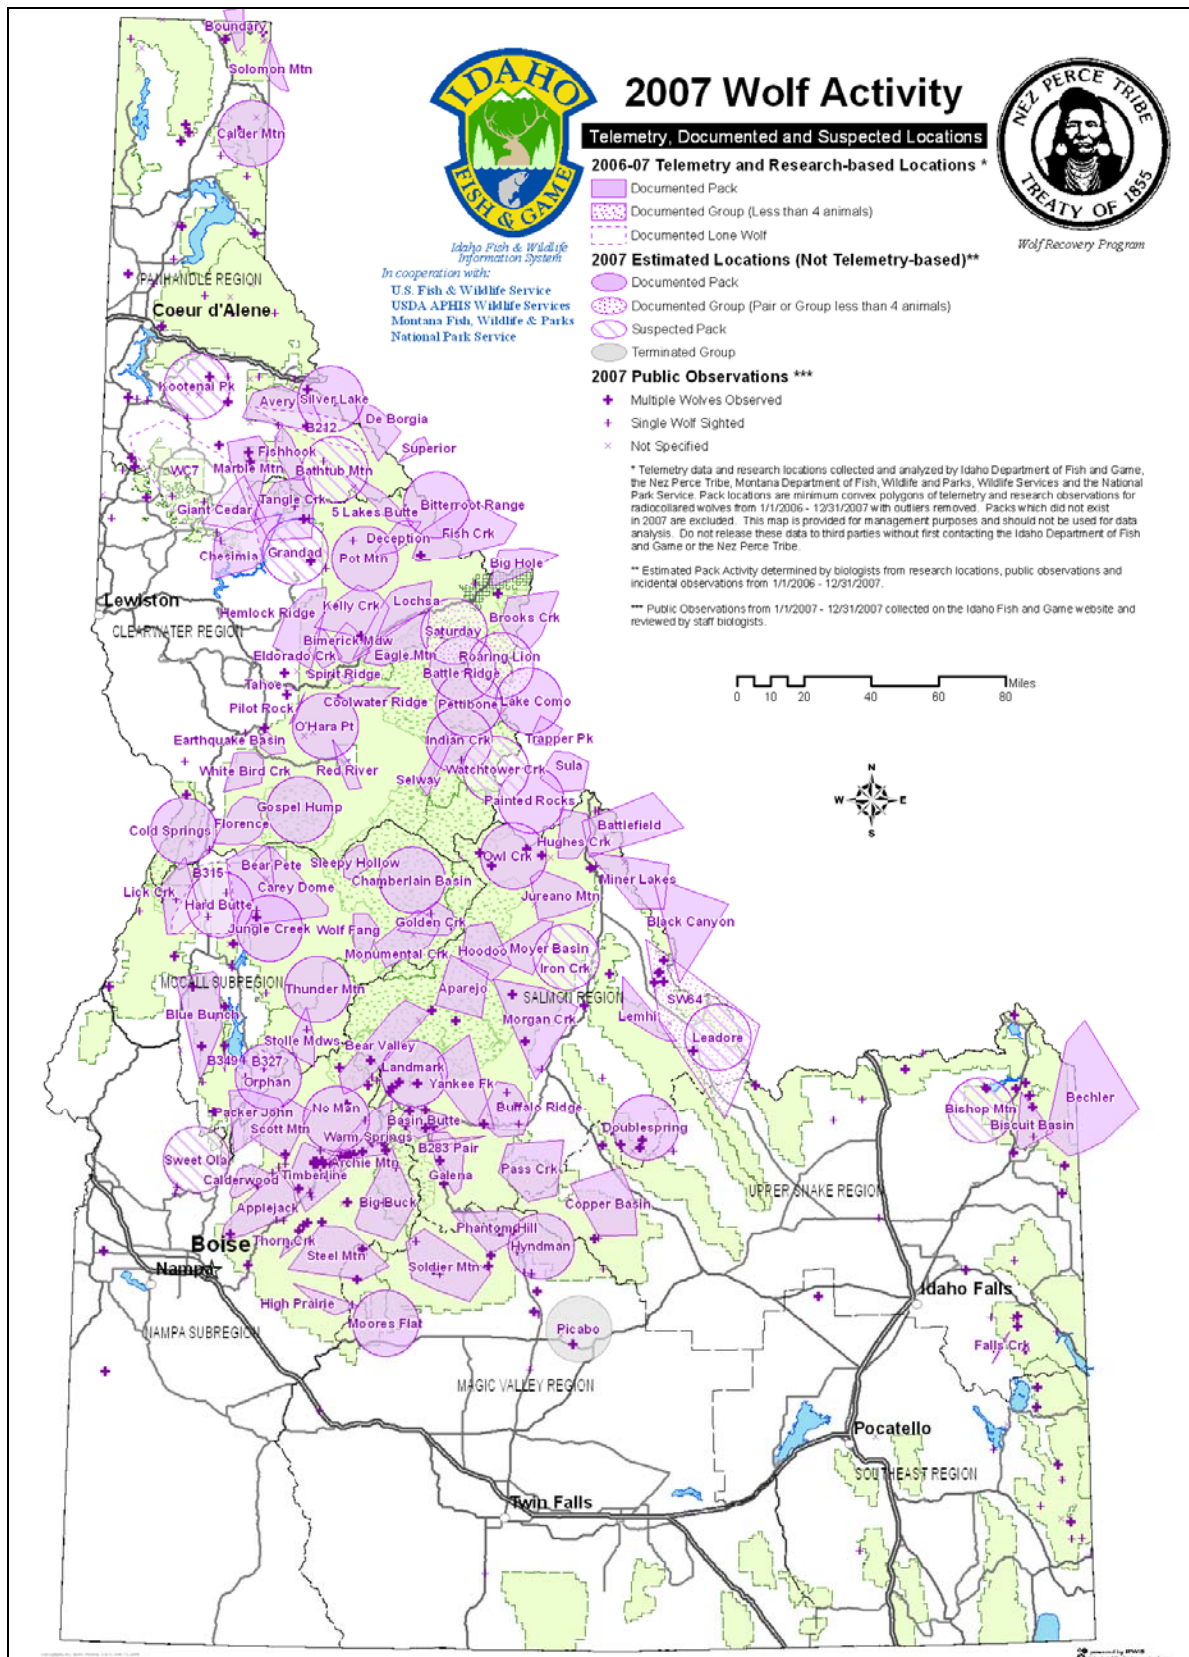 IDAHO
FISH & GAME
Idaho Fish & Wildlife
Information System
In cooperation with:
U.S. Fish & Wildlife Service
USDA APHIS Wildlife Services
Montana Fish, Wildlife & Parks
National Park Service
2007 Wolf Activity
Telemetry, Documented and Suspected Locations
2006-07 Telemetry and Research-based Locations *
Documented Pack
Documented Group (Less than 4 animals)
Documented Lone Wolf
2007 Estimated Locations (Not Telemetry-based)**
Documented Pack
Documented Group (Pair or Group less than 4 animals)
Suspected Pack
Terminated Group
2007 Public Observations ***
Multiple Wolves Observed
Single Wolf Sighted
Not Specified
* Telemetry data and research locations collected and analyzed by Idaho Department of Fish and Game,
the Nez Perce Tribe, Montana Department of Fish, Wildlife and Parks, Wildlife Services and the National
Park Service. Pack locations are minimum convex polygons of telemetry and research observations for
radiocollared wolves from 1/1/2006 - 12/31/2007 with outliers removed. Packs which did not exist
in 2007 are excluded. This map is provided for management purposes and should not be used for data
analysis. Do not release these data to third parties without first contacting the Idaho Department of Fish
and Game or the Nez Perce Tribe.
** Estimated Pack Activity determined by biologists from research locations, public observations and
incidental observations from 1/1/2006 - 12/31/2007.
*** Public Observations from 1/1/2007 - 12/31/2007 collected on the Idaho Fish and Game website and
reviewed by staff biologists.
NEZ PERCE TRIBE
TREATY OF 1855
Wolf Recovery Program
0 10 20 40 60 80
Miles
N
W E
S
Boundary
Solomon Mtn
Calder Mtn
PANHANDLE REGION
Coeur d'Alene
Kootenai Pk
Avery
Silver Lake
De Borgia
B212
Superior
Fishhook
Marble Mtn
Bathtub Mtn
WC7
Tangle Crk
Giant Cedar
5 Lakes Butte
Bitterroot Range
Fish Crk
Deception
Chesimia
Grandad
Pot Mtn
Big Hole
Lewiston
CLEARWATER REGION
Hemlock Ridge
Kelly Crk
Lochsa
Brooks Crk
Bimerick Mdw
Saturday
Eldorado Crk
Eagle Mtn
Roaring Lion
Spirit Ridge
Battle Ridge
Tahoe
Pilot Rock
Coolwater Ridge
Pettibone
Lake Como
O'Hara Pt
Earthquake Basin
Indian Crk
Trapper Pk
White Bird Crk
Red River
Selway
Watchtower Crk
Sula
Painted Rocks
Gospel Hump
Cold Springs
Florence
Battlefield
Hughes Crk
Owl Crk
B315
Bear Pete
Sleepy Hollow
Chamberlain Basin
Miner Lakes
Lick Crk
Carey Dome
Jureano Mtn
Hard Butte
Golden Crk
Black Canyon
Jungle Creek
Wolf Fang
Monumental Crk
Hoodoo
Moyer Basin
Iron Crk
MCCALL SUBREGION
Thunder Mtn
Aparejo
SALMON REGION
SW64
Blue Bunch
Morgan Crk
Lemhi
Leadore
Stolle Mdws
Bear Valley
B349
B327
Orphan
Landmark
Yankee Fk
Bechler
Bishop Mtn
Biscuit Basin
Packer John
No Man
Buffalo Ridge
Scott Mtn
Basin Butte
Doublespring
Warm Springs
B283 Pair
Sweet Ola
Archie Mtn
Calderwood
Timberline
Galena
Pass Crk
UPPER SNAKE REGION
Applejack
Big Buck
Copper Basin
Phantom Hill
Boise
Thorn Crk
Hyndman
Nampa
Steel Mtn
Soldier Mtn
Idaho Falls
High Prairie
Moores Flat
Picabo
NAMPA SUBREGION
Falls Crk
MAGIC VALLEY REGION
Pocatello
SOUTHEAST REGION
Twin Falls